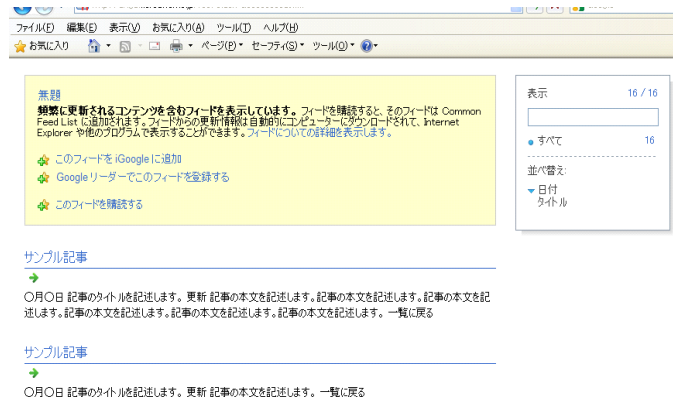 ファイル(F) 編集(E) 表示(V) お気に入り(A) ツール(T) ヘルプ(H)
お気に入り ページ(P) セーフティ(S) ツール(O)
無題
頻繁に更新されるコンテンツを含むフィードを表示しています。フィードを購読すると、そのフィードは Common
Feed List に追加されます。フィードからの更新情報は自動的にコンピューターにダウンロードされて、Internet
Explorer や他のプログラムで表示することができます。フィードについての詳細を表示します。
このフィードを iGoogle に追加
Google リーダーでこのフィードを登録する
このフィードを購読する
表示 16 / 16
すべて 16
並べ替え:
日付
タイトル
サンプル記事
〇月〇日 記事のタイトルを記述します。更新 記事の本文を記述します。記事の本文を記述します。記事の本文を記
述します。記事の本文を記述します。記事の本文を記述します。記事の本文を記述します。 一覧に戻る
サンプル記事
〇月〇日 記事のタイトルを記述します。更新 記事の本文を記述します。 一覧に戻る